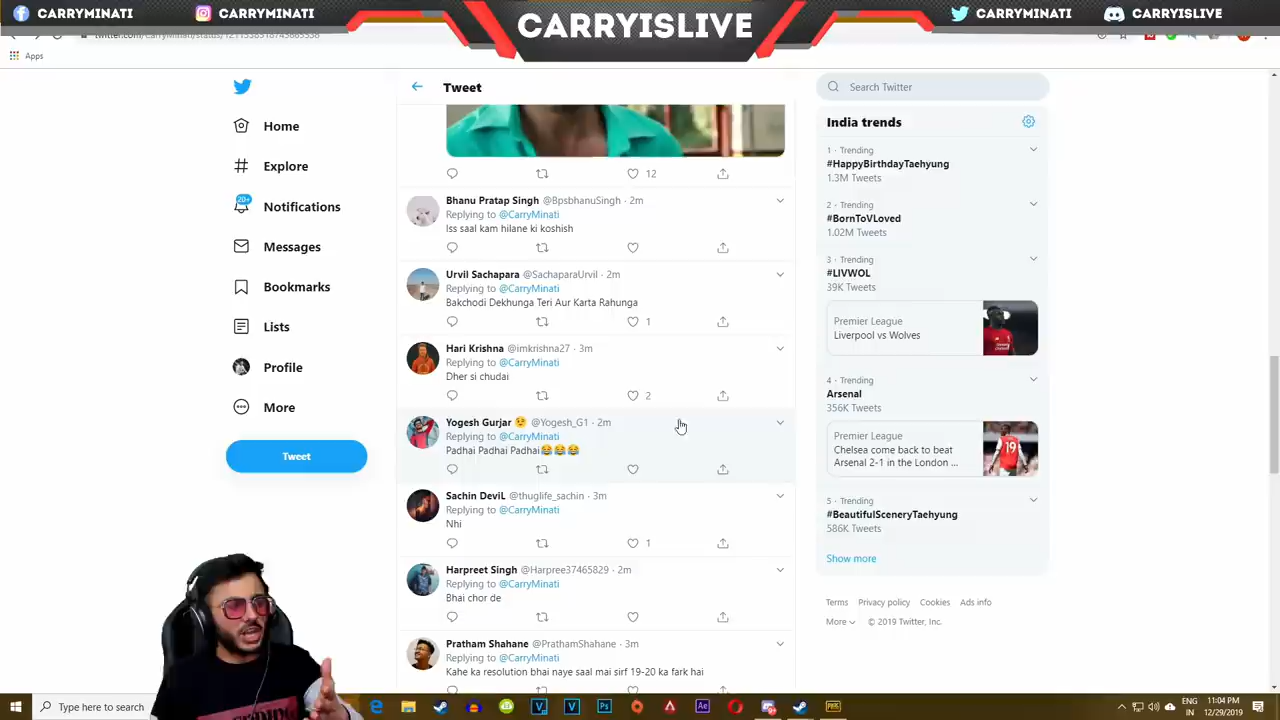 CARRYMINATI
CARRYMINATI
CARRYISLIVE
CARRYMINATI
CARRYISLIVE
Apps
Home
Explore
20+
Notifications
Messages
Bookmarks
Lists
Profile
More
Tweet
Tweet
12
Bhanu Pratap Singh @BpsbhanuSingh · 2m
Replying to @CarryMinati
Iss saal kam hilane ki koshish
Urvil Sachapara @SachaparaUrvil · 2m
Replying to @CarryMinati
Bakchodi Dekhunga Teri Aur Karta Rahunga
1
Hari Krishna @imkrishna27 · 3m
Replying to @CarryMinati
Dher si chudai
2
Yogesh Gurjar 😉 @Yogesh_G1 · 2m
Replying to @CarryMinati
Padhai Padhai Padhai😂😂😂
Sachin DeviL @thuglife_sachin · 3m
Replying to @CarryMinati
Nhi
1
Harpreet Singh @Harpree37465829 · 2m
Replying to @CarryMinati
Bhai chor de
Pratham Shahane @PrathamShahane · 3m
Replying to @CarryMinati
Kahe ka resolution bhai naye saal mai sirf 19-20 ka fark hai
Search Twitter
India trends
1 · Trending
#HappyBirthdayTaehyung
1.3M Tweets
2 · Trending
#BornToVLoved
1.02M Tweets
3 · Trending
#LIVWOL
39K Tweets
Premier League
Liverpool vs Wolves
4 · Trending
Arsenal
356K Tweets
Premier League
Chelsea come back to beat
Arsenal 2-1 in the London ...
19
5 · Trending
#BeautifulSceneryTaehyung
586K Tweets
Show more
Terms Privacy policy Cookies Ads info
More © 2019 Twitter, Inc.
Type here to search
Ps
Ae
ENG
IN
11:04 PM
12/29/2019